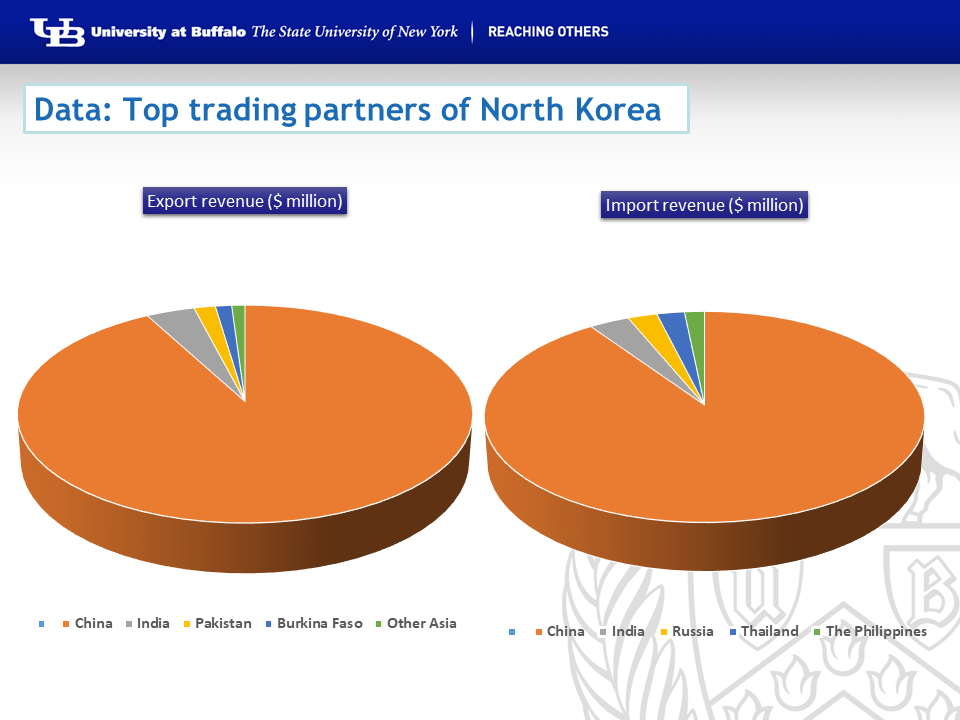 UB University at Buffalo The State University of New York | REACHING OTHERS
Data: Top trading partners of North Korea
Export revenue ($ million)
Import revenue ($ million)
China India Pakistan Burkina Faso Other Asia
China India Russia Thailand The Philippines
U B